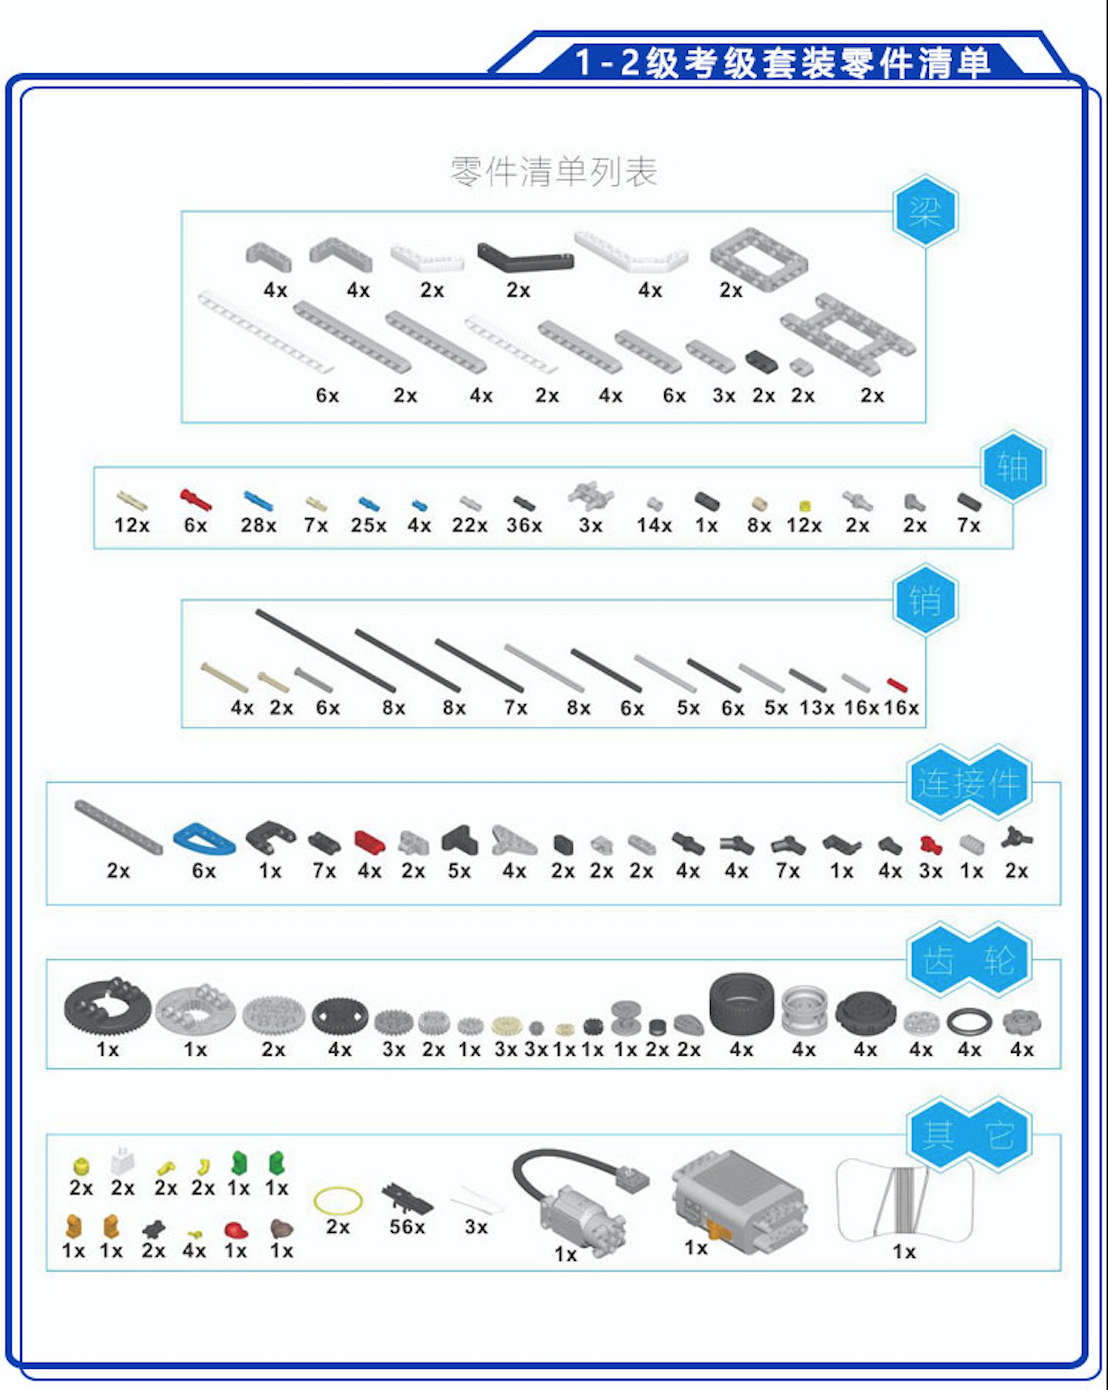 1-2级考级套装零件清单
零件清单列表
梁
4x 4x 2x 2x 4x 2x
6x 2x 4x 2x 4x 6x 3x 2x 2x 2x
轴
12x 6x 28x 7x 25x 4x 22x 36x 3x 14x 1x 8x 12x 2x 2x 7x
销
4x 2x 6x 8x 8x 7x 8x 6x 5x 6x 5x 13x 16x 16x
连接件
2x 6x 1x 7x 4x 2x 5x 4x 2x 2x 2x 4x 4x 7x 1x 4x 3x 1x 2x
齿轮
1x 1x 2x 4x 3x 2x 1x 3x 3x 1x 1x 1x 2x 2x 4x 4x 4x 4x 4x 4x
其它
2x 2x 2x 2x 1x 1x
1x 1x 2x 4x 1x 1x 2x 56x 3x 1x 1x 1x